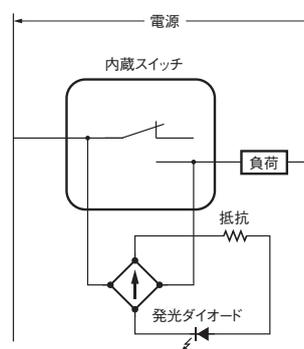 電源
内蔵スイッチ
負荷
抵抗
発光ダイオード